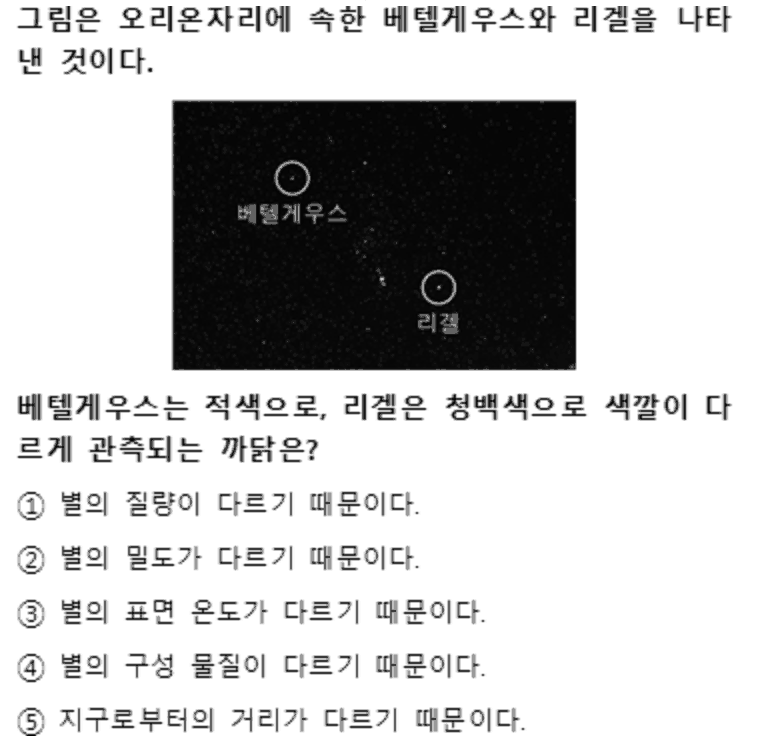 그림은 오리온자리에 속한 베텔게우스와 리겔을 나타
낸 것이다.
베텔게우스
리겔
베텔게우스는 적색으로, 리겔은 청백색으로 색깔이 다
르게 관측되는 까닭은?
① 별의 질량이 다르기 때문이다.
② 별의 밀도가 다르기 때문이다.
③ 별의 표면 온도가 다르기 때문이다.
④ 별의 구성 물질이 다르기 때문이다.
⑤ 지구로부터의 거리가 다르기 때문이다.